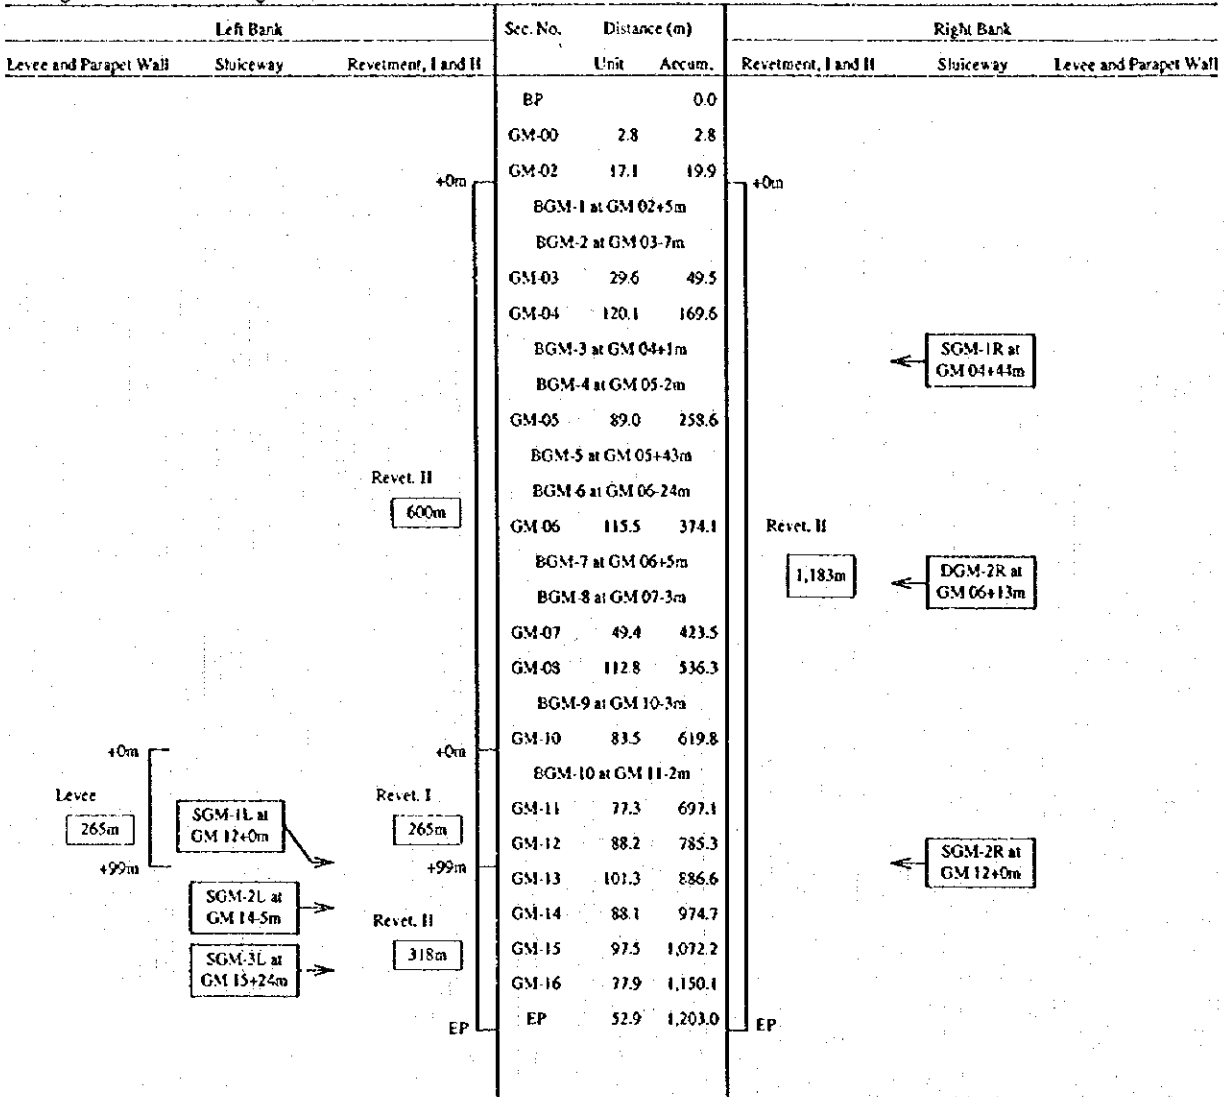 Left Bank Sec. No. Distance (m) Right Bank
Levee and Parapet Wall Sluiceway Revetment, I and II Unit Accum. Revetment, I and II Sluiceway Levee and Parapet Wall
BP 0.0
GM-00 2.8 2.8
GM-02 17.1 19.9
+0m +0m
BGM-1 at GM 02+5m
BGM-2 at GM 03-7m
GM-03 29.6 49.5
GM-04 120.1 169.6
BGM-3 at GM 04+1m
SGM-1R at
GM 04+44m
BGM-4 at GM 05-2m
GM-05 89.0 258.6
BGM-5 at GM 05+43m
Revet. II
BGM-6 at GM 06-24m
600m
GM-06 115.5 374.1
Revet. II
BGM-7 at GM 06+5m
1,183m
DGM-2R at
GM 06+13m
BGM-8 at GM 07-3m
GM-07 49.4 423.5
GM-08 112.8 536.3
BGM-9 at GM 10-3m
GM-10 83.5 619.8
+0m +0m
BGM-10 at GM 11-2m
Levee
Revet. I
GM-11 77.3 697.1
265m
SGM-1L at
GM 12+0m
265m
GM-12 88.2 785.3
SGM-2R at
GM 12+0m
+99m +99m
GM-13 101.3 886.6
SGM-2L at
GM 14-5m
GM-14 88.1 974.7
Revet. II
318m
GM-15 97.5 1,072.2
SGM-3L at
GM 15+24m
GM-16 77.9 1,150.1
EP EP 52.9 1,203.0 EP